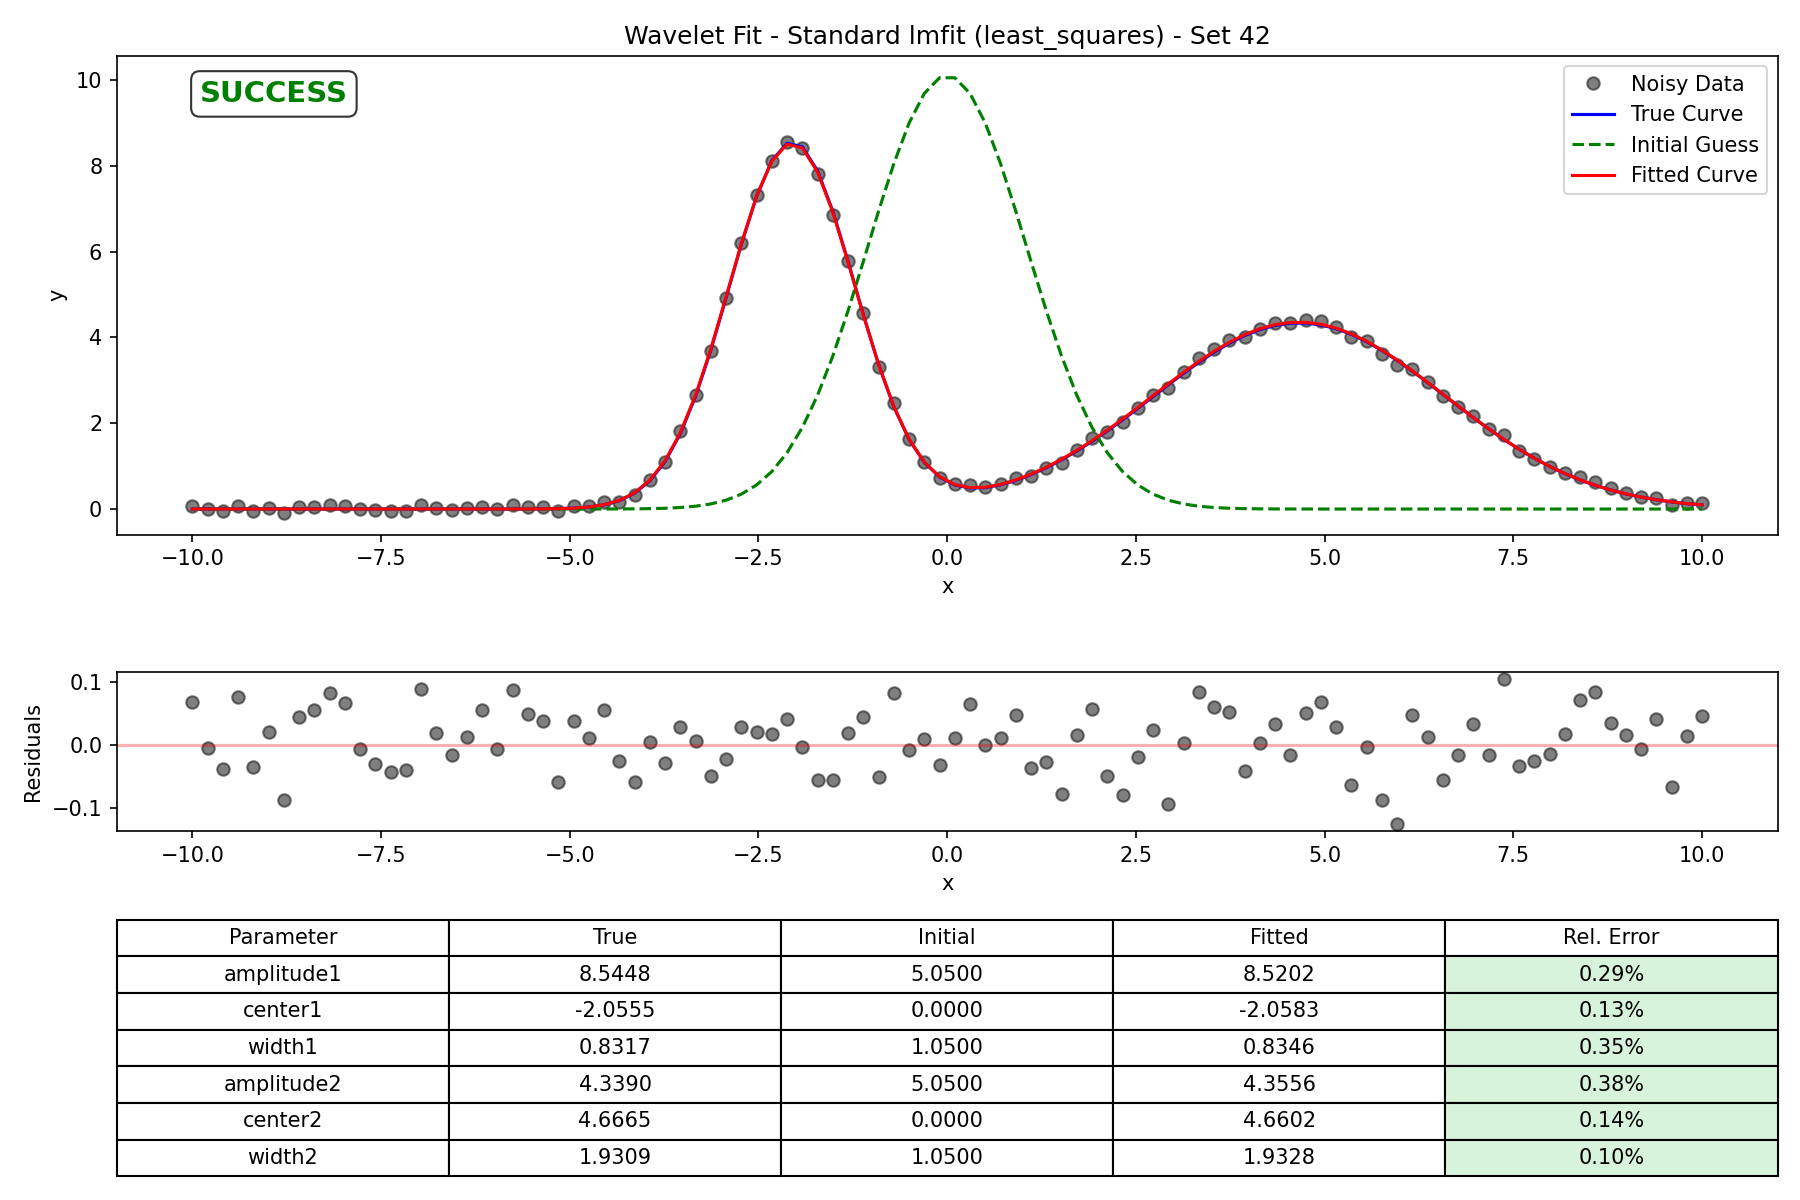 Wavelet Fit - Standard lmfit (least_squares) - Set 42
SUCCESS
Noisy Data
True Curve
Initial Guess
Fitted Curve
10
8
6
4
2
0
y
−10.0 −7.5 −5.0 −2.5 0.0 2.5 5.0 7.5 10.0
x
0.1
0.0
−0.1
Residuals
−10.0 −7.5 −5.0 −2.5 0.0 2.5 5.0 7.5 10.0
x
Parameter True Initial Fitted Rel. Error
amplitude1 8.5448 5.0500 8.5202 0.29%
center1 -2.0555 0.0000 -2.0583 0.13%
width1 0.8317 1.0500 0.8346 0.35%
amplitude2 4.3390 5.0500 4.3556 0.38%
center2 4.6665 0.0000 4.6602 0.14%
width2 1.9309 1.0500 1.9328 0.10%